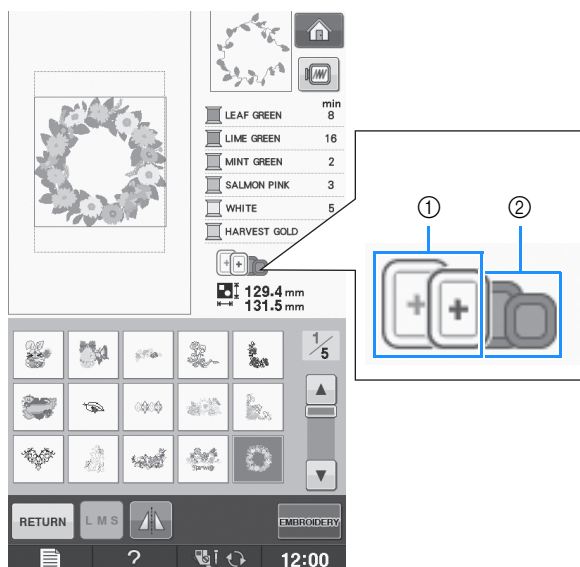 min
LEAF GREEN 8
LIME GREEN 16
MINT GREEN 2
SALMON PINK 3
WHITE 5
HARVEST GOLD
129.4 mm
131.5 mm
① ②
1/5
Spring
RETURN L M S EMBROIDERY
? 12:00